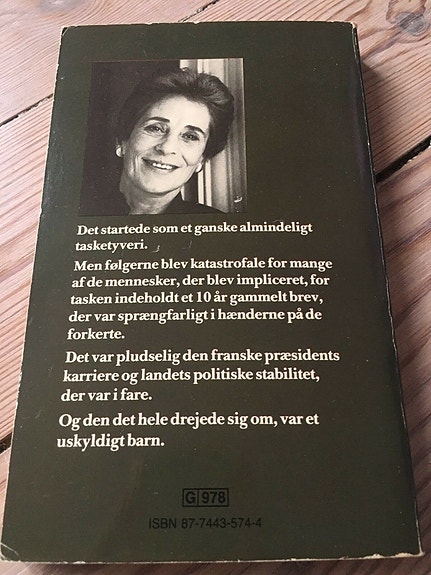 Det startede som et ganske almindeligt
tasketyveri.
Men følgerne blev katastrofale for mange
af de mennesker, der blev impliceret, for
tasken indeholdt et 10 år gammelt brev,
der var sprængfarligt i hænderne på de
forkerte.
Det var pludselig den franske præsidents
karriere og landets politiske stabilitet,
der var i fare.
Og den det hele drejede sig om, var et
uskyldigt barn.
G 978
ISBN 87-7443-574-4